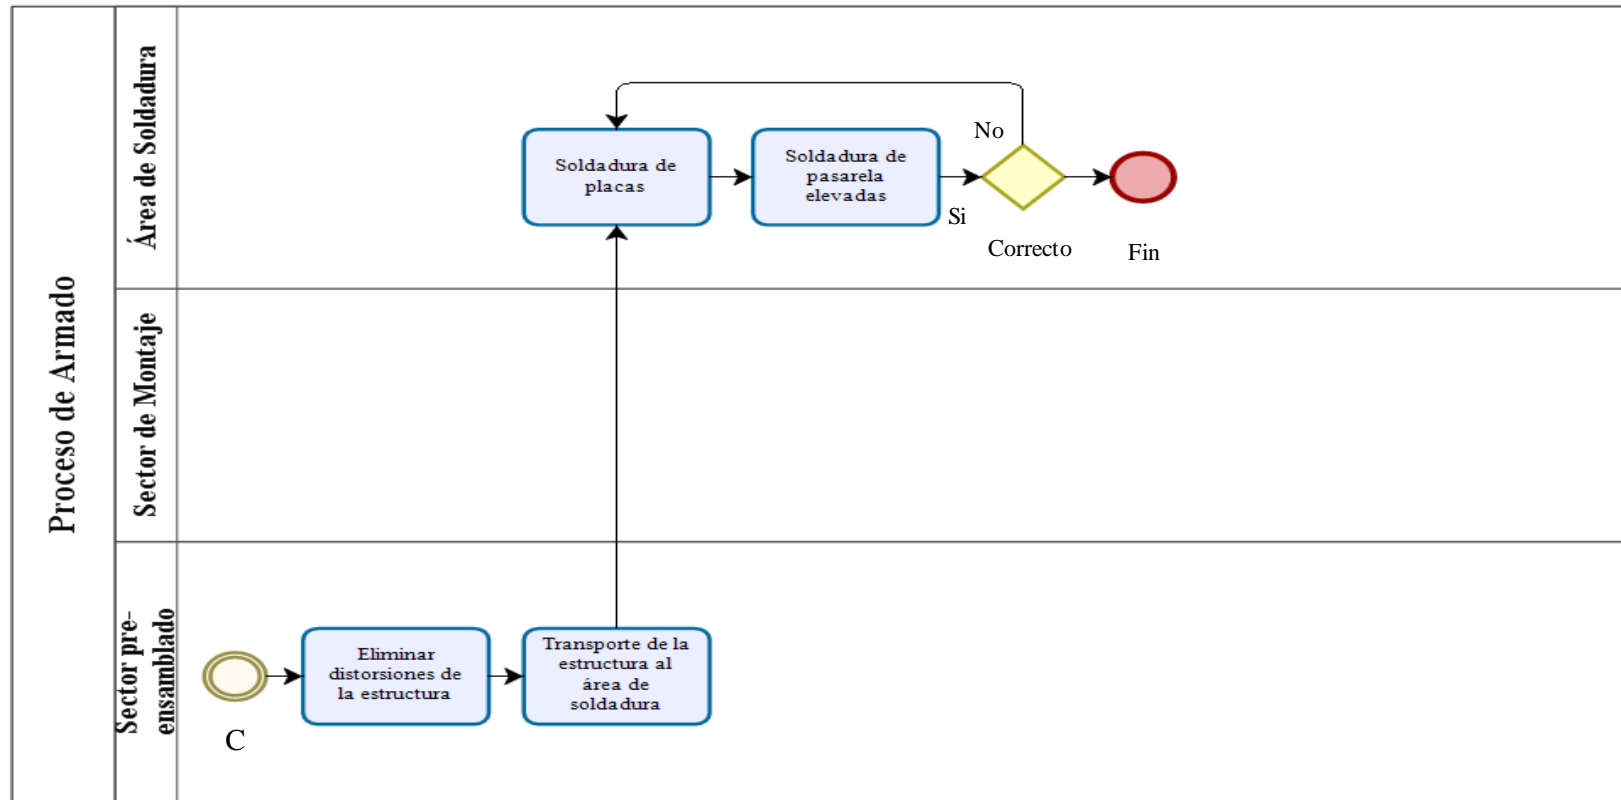 Proceso de Armado
Área de Soldadura
Soldadura de
placas
Soldadura de
pasarela
elevadas
No
Si
Correcto
Fin
Sector de Montaje
Sector pre-
ensamblado
C
Eliminar
distorsiones de
la estructura
Transporte de la
estructura al
área de
soldadura